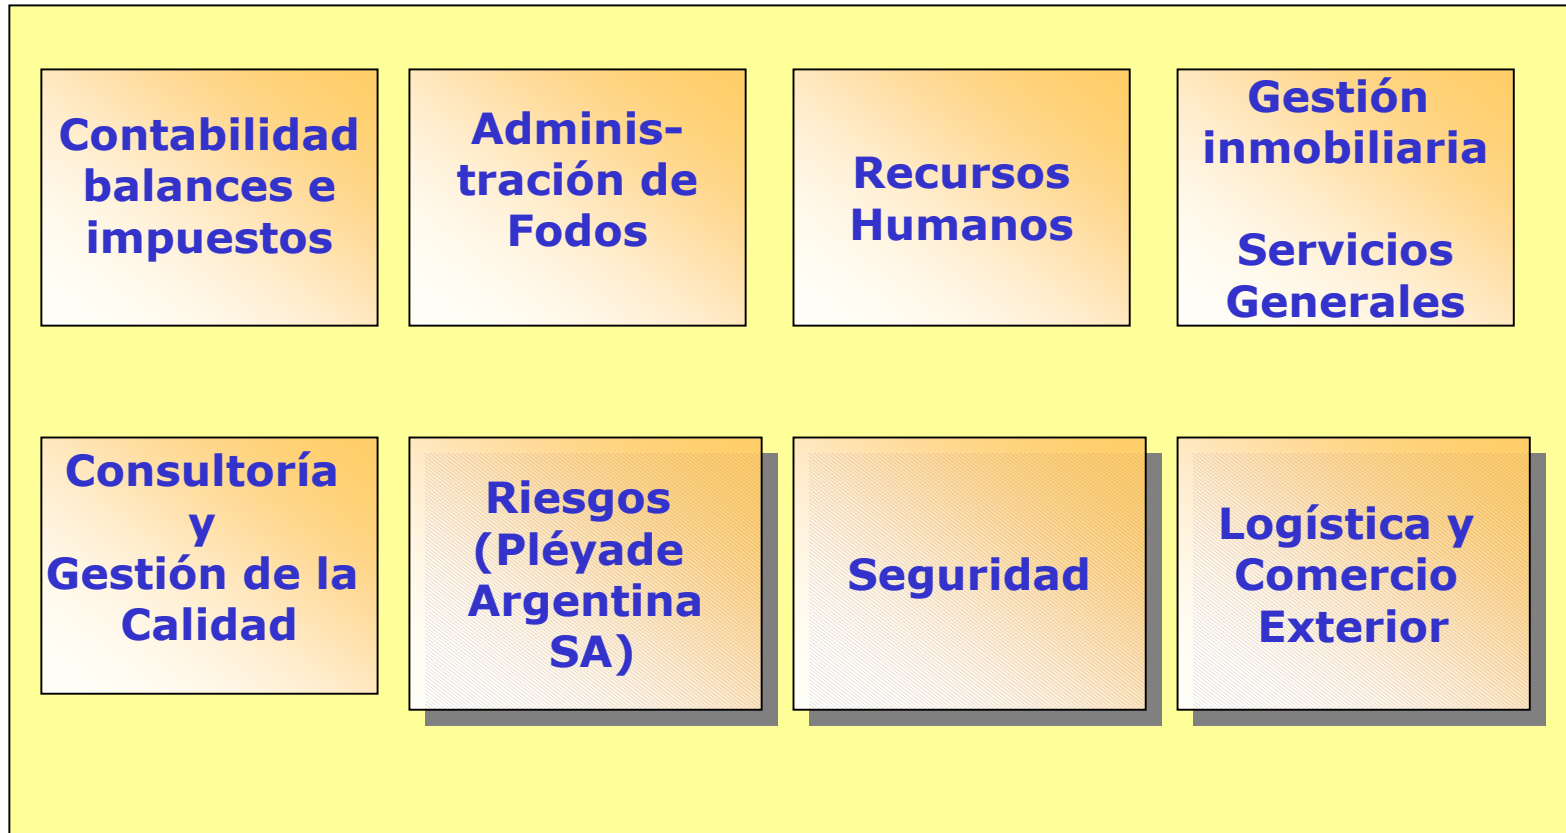 Contabilidad
balances e
impuestos
Adminis-
tración de
Fodos
Recursos
Humanos
Gestión
inmobiliaria
Servicios
Generales
Consultoría
y
Gestión de la
Calidad
Riesgos
(Pléyade
Argentina
SA)
Seguridad
Logística y
Comercio
Exterior